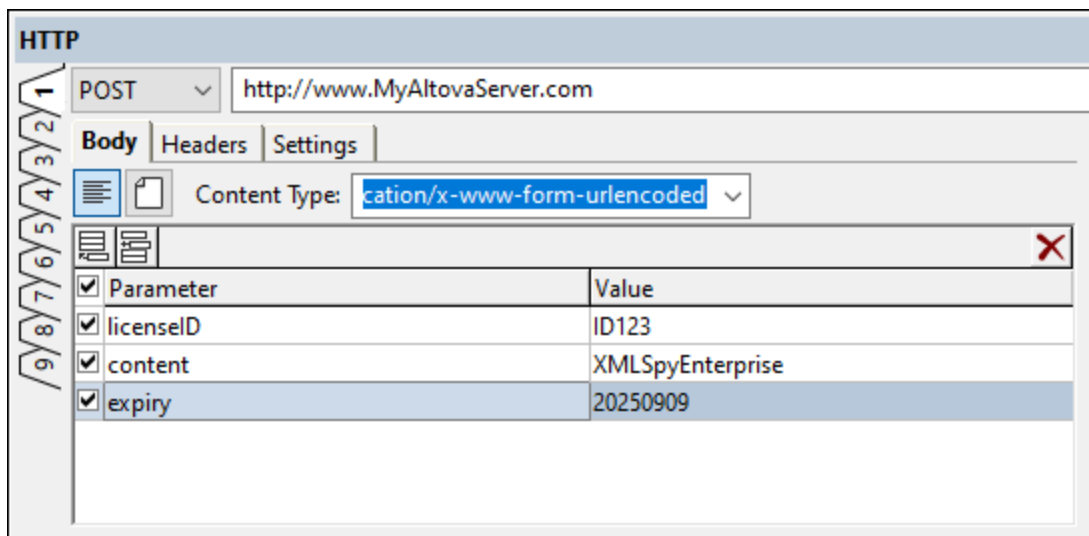 HTTP
POST http://www.MyAltovaServer.com
Body Headers Settings
Content Type: cation/x-www-form-urlencoded
Parameter Value
licenseID ID123
content XMLSpyEnterprise
expiry 20250909
1
2
3
4
5
6
7
8
9